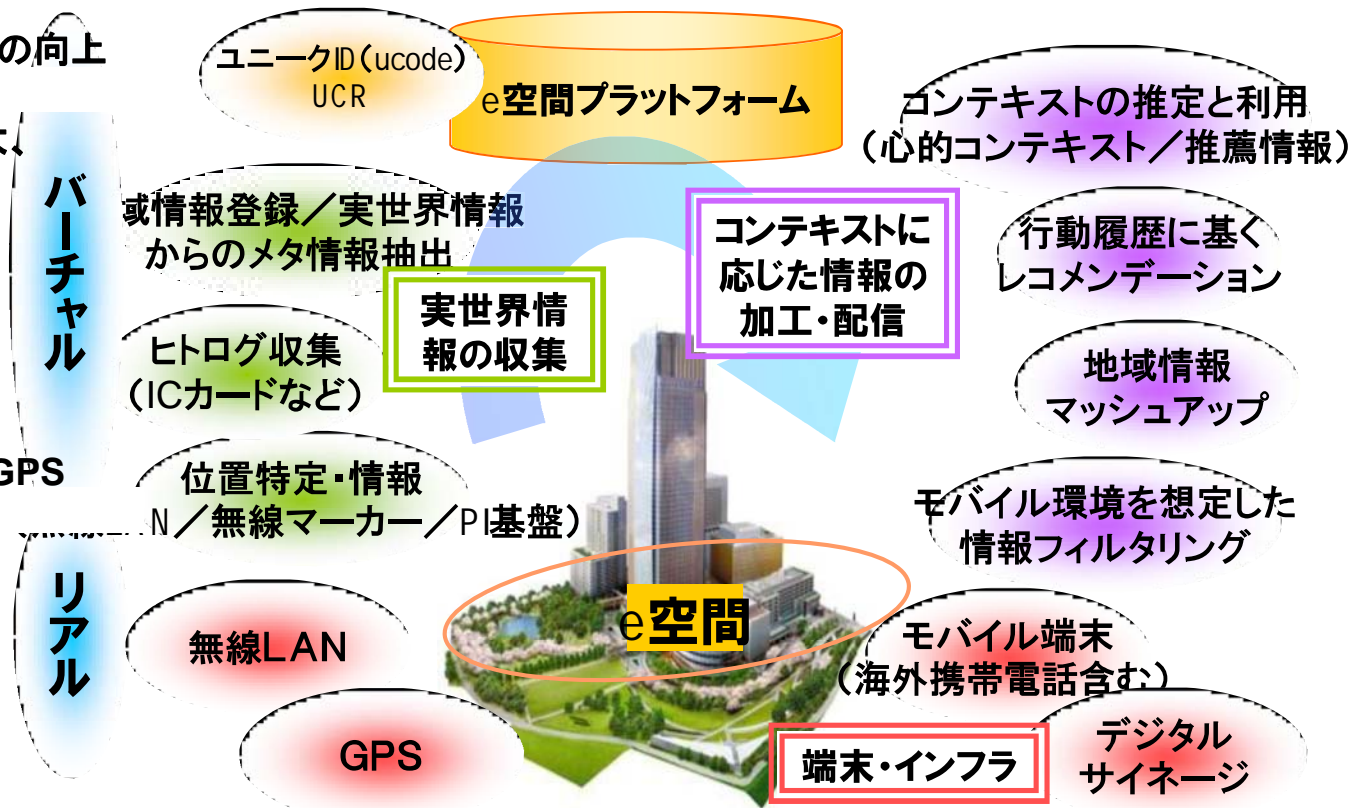 の向上
ユニークID(ucode)
UCR
e空間プラットフォーム
コンテキストの推定と利用
(心的コンテキスト/推薦情報)
バーチャル
域情報登録/実世界情報
からのメタ情報抽出
コンテキストに
応じた情報の
加工・配信
行動履歴に基く
レコメンデーション
実世界情
報の収集
ヒトログ収集
(ICカードなど)
地域情報
マッシュアップ
GPS
位置特定・情報
N/無線マーカー/PI基盤)
モバイル環境を想定した
情報フィルタリング
リアル
e空間
無線LAN
モバイル端末
(海外携帯電話含む)
GPS
端末・インフラ
デジタル
サイネージ